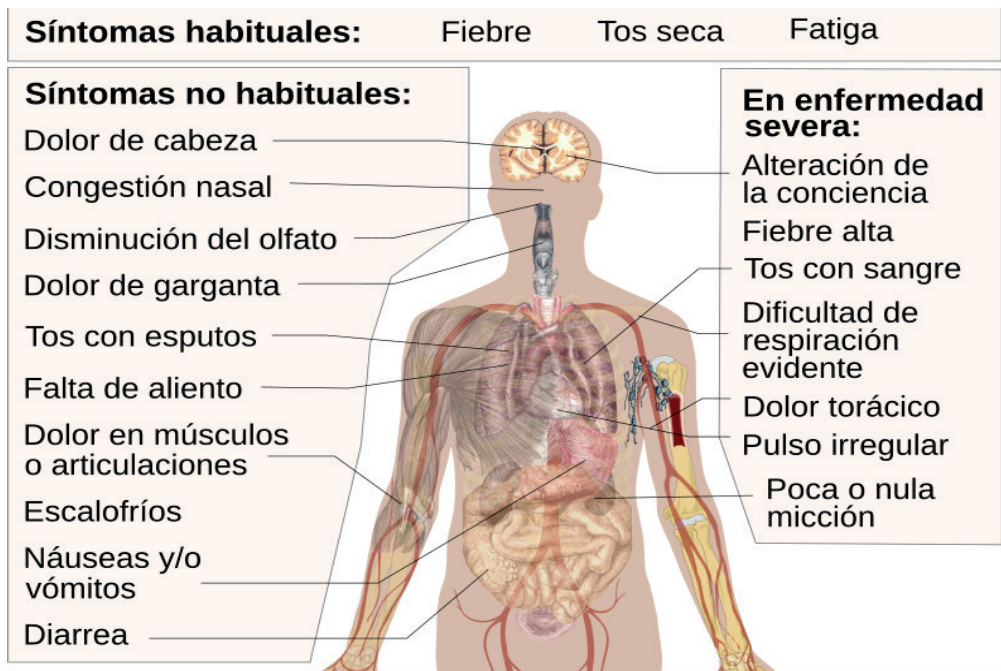 Síntomas habituales: Fiebre Tos seca Fatiga
Síntomas no habituales:
Dolor de cabeza
Congestión nasal
Disminución del olfato
Dolor de garganta
Tos con esputos
Falta de aliento
Dolor en músculos
o articulaciones
Escalofríos
Náuseas y/o
vómitos
Diarrea
En enfermedad
severa:
Alteración de
la conciencia
Fiebre alta
Tos con sangre
Dificultad de
respiración
evidente
Dolor torácico
Pulso irregular
Poca o nula
micción